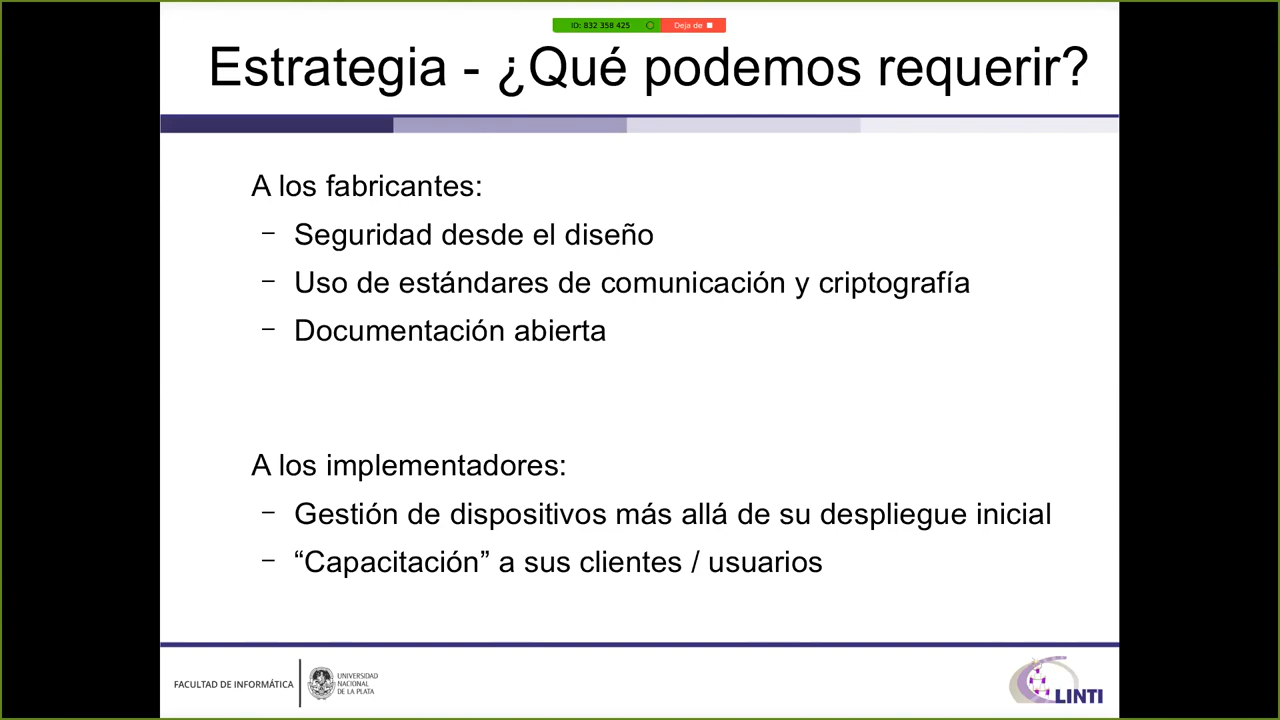 ID: 832 358 425 Deja de
Estrategia - ¿Qué podemos requerir?
A los fabricantes:
– Seguridad desde el diseño
– Uso de estándares de comunicación y criptografía
– Documentación abierta
A los implementadores:
– Gestión de dispositivos más allá de su despliegue inicial
– “Capacitación” a sus clientes / usuarios
FACULTAD DE INFORMÁTICA
UNIVERSIDAD
NACIONAL
DE LA PLATA
LINTI